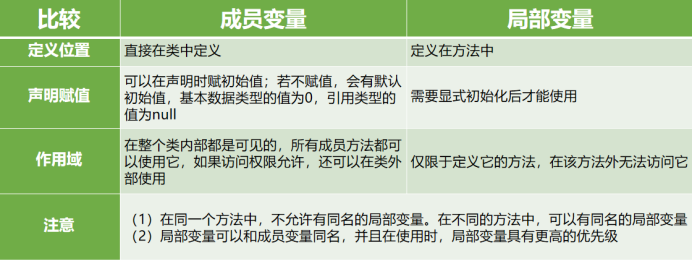 比较 成员变量 局部变量
定义位置 直接在类中定义 定义在方法中
声明赋值 可以在声明时赋初始值；若不赋值，会有默认
初始值，基本数据类型的值为0，引用类型的
值为null
需要显式初始化后才能使用
作用域 在整个类内部都是可见的，所有成员方法都可
以使用它，如果访问权限允许，还可以在类外
部使用
仅限于定义它的方法，在该方法外无法访问它
注意 （1）在同一个方法中，不允许有同名的局部变量。在不同的方法中，可以有同名的局部变量
（2）局部变量可以和成员变量同名，并且在使用时，局部变量具有更高的优先级